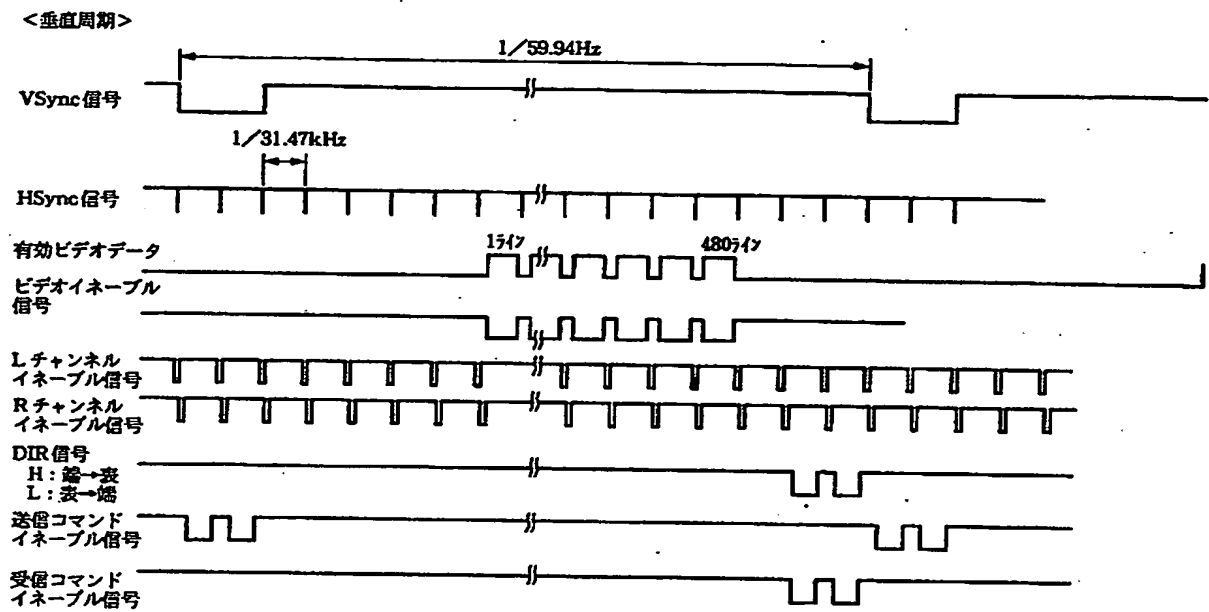 <垂直周期>
1/59.94Hz
VSync信号
1/31.47kHz
HSync信号
有効ビデオデータ
1ライン
480ライン
ビデオイネーブル
信号
Lチャンネル
イネーブル信号
Rチャンネル
イネーブル信号
DIR信号
H:端→表
L:表→端
送信コマンド
イネーブル信号
受信コマンド
イネーブル信号